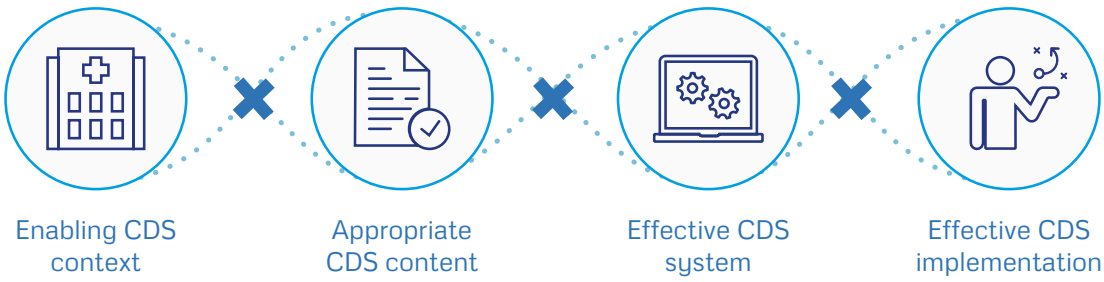 Enabling CDS
context
Appropriate
CDS content
Effective CDS
system
Effective CDS
implementation